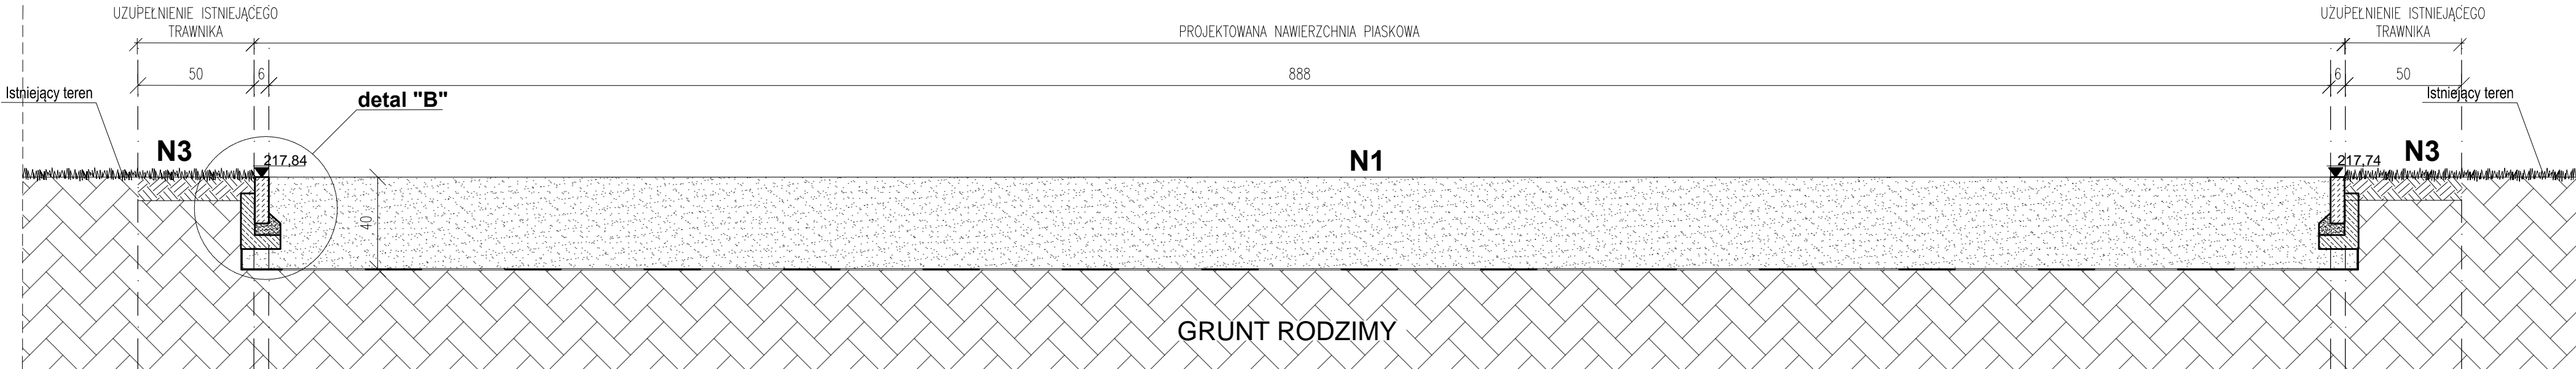 UZUPEŁNIENIE ISTNIEJĄCEGO
TRAWNIKA
PROJEKTOWANA NAWIERZCHNIA PIASKOWA
UZUPEŁNIENIE ISTNIEJĄCEGO
TRAWNIKA
50
6
888
6
50
Istniejący teren
detal "B"
Istniejący teren
N3
217,84
N1
217,74
N3
40
GRUNT RODZIMY